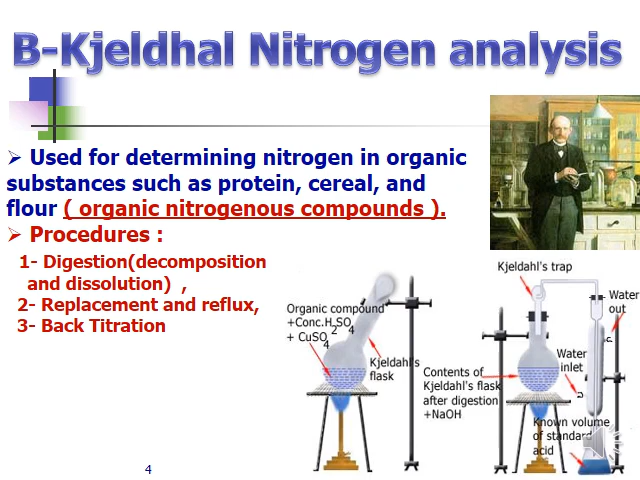 B-Kjeldhal Nitrogen analysis
➢ Used for determining nitrogen in organic
substances such as protein, cereal, and
flour ( organic nitrogenous compounds ).
➢ Procedures :
1- Digestion(decomposition
and dissolution) ,
2- Replacement and reflux,
3- Back Titration
Organic compound
+Conc.H2SO4
+ CuSO4
Kjeldahl's
flask
Kjeldahl's trap
Water
out
Water
inlet
Contents of
Kjeldahl's flask
after digestion
+NaOH
Known volume
of standard
acid
4